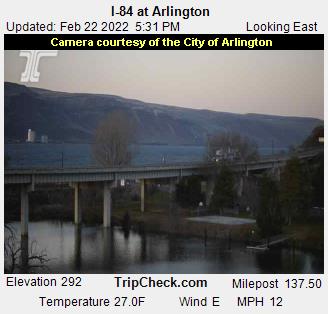 I-84 at Arlington
Updated: Feb 22 2022 5:31 PM Looking East
Camera courtesy of the City of Arlington
Elevation 292 TripCheck.com Milepost 137.50
Temperature 27.0F Wind E MPH 12